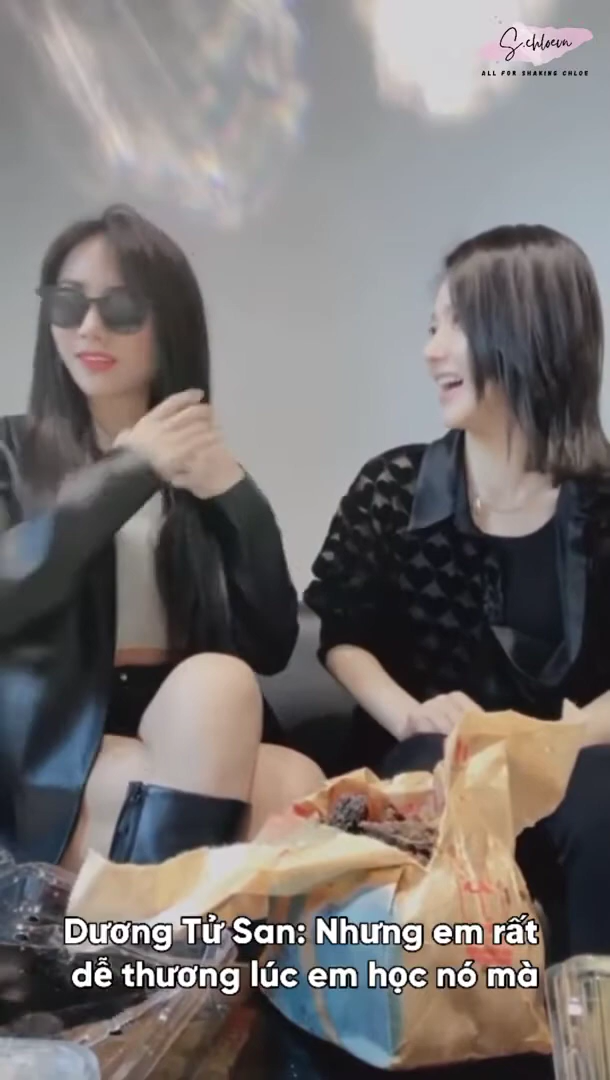 S.chloevn
ALL FOR SHAKING CHLOE
Dương Tử San: Nhưng em rất
dễ thương lúc em học nó mà